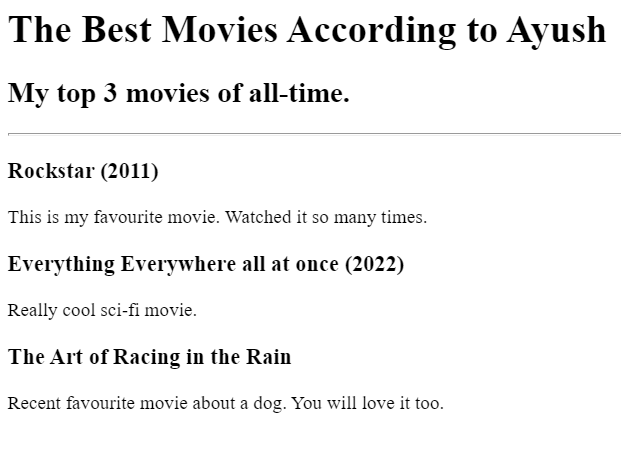 The Best Movies According to Ayush
My top 3 movies of all-time.
Rockstar (2011)
This is my favourite movie. Watched it so many times.
Everything Everywhere all at once (2022)
Really cool sci-fi movie.
The Art of Racing in the Rain
Recent favourite movie about a dog. You will love it too.